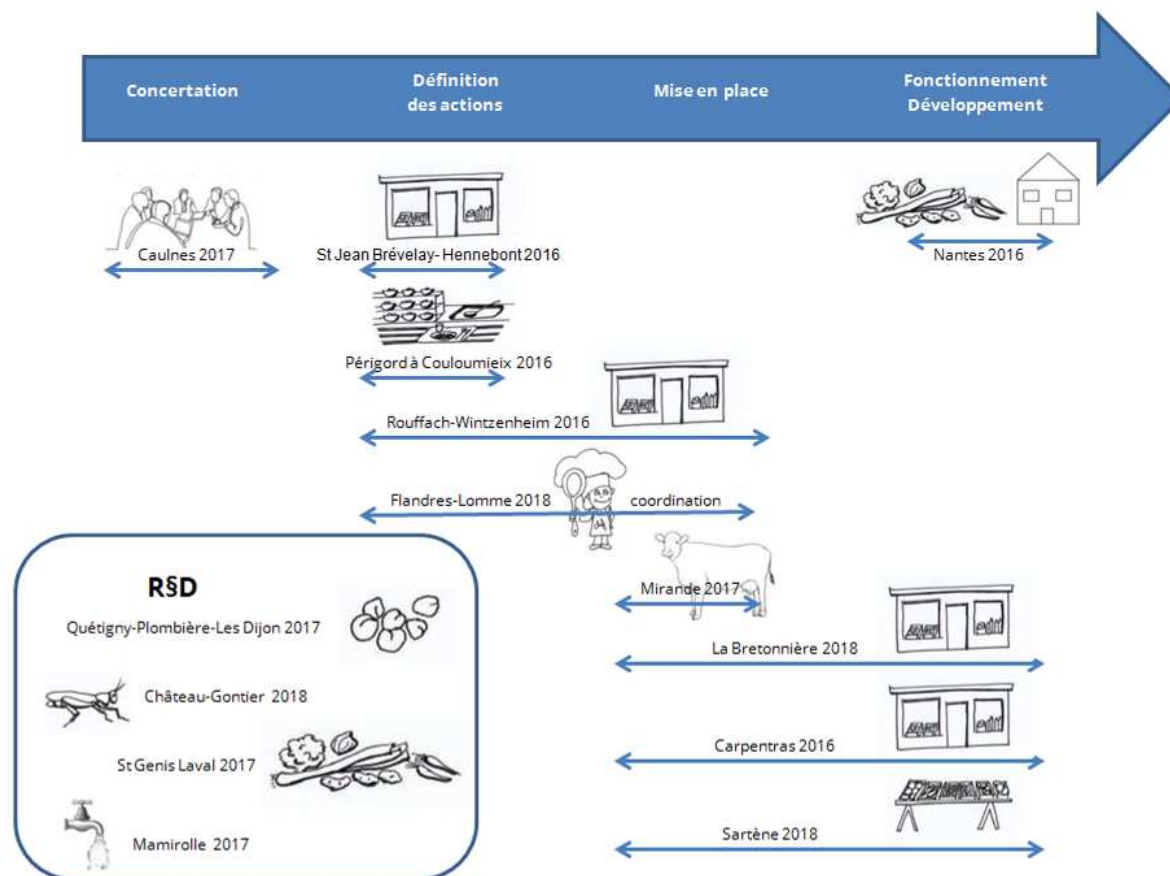 Concertation
Définition
des actions
Mise en place
Fonctionnement
Développement
Caulnes 2017
St Jean Brévelay- Hennebont 2016
Nantes 2016
Périgord à Couloumieix 2016
Rouffach-Wintzenheim 2016
Flandres-Lomme 2018
coordination
Mirande 2017
La Bretonnière 2018
Carpentras 2016
Sartène 2018
R§D
Quétigny-Plombière-Les Dijon 2017
Château-Gontier 2018
St Genis Laval 2017
Mamirolle 2017